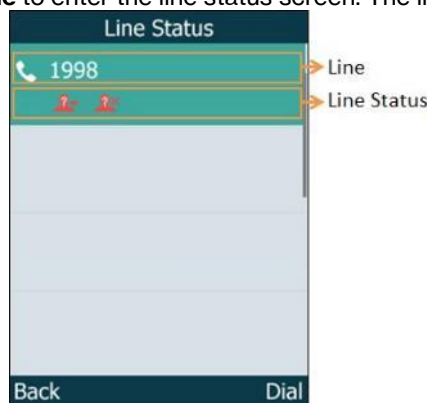 e to enter the line status screen. The li
Line Status
1998
Line
Line Status
Back
Dial